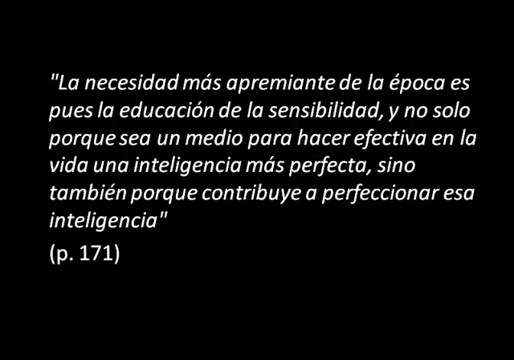 "La necesidad más apremiante de la época es
pues la educación de la sensibilidad, y no solo
porque sea un medio para hacer efectiva en la
vida una inteligencia más perfecta, sino
también porque contribuye a perfeccionar esa
inteligencia"
(p. 171)